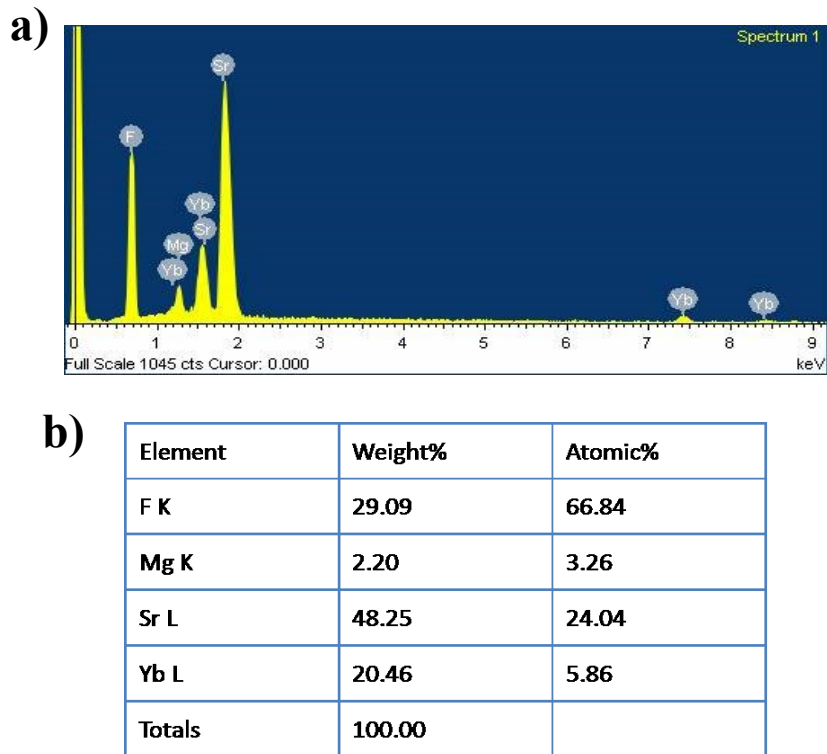 a)
Spectrum 1
Sr
F
Yb
Sr
Mg
Yb
Yb
Yb
0 1 2 3 4 5 6 7 8 9
Full Scale 1045 cts Cursor: 0.000 keV
b)
Element Weight% Atomic%
F K 29.09 66.84
Mg K 2.20 3.26
Sr L 48.25 24.04
Yb L 20.46 5.86
Totals 100.00